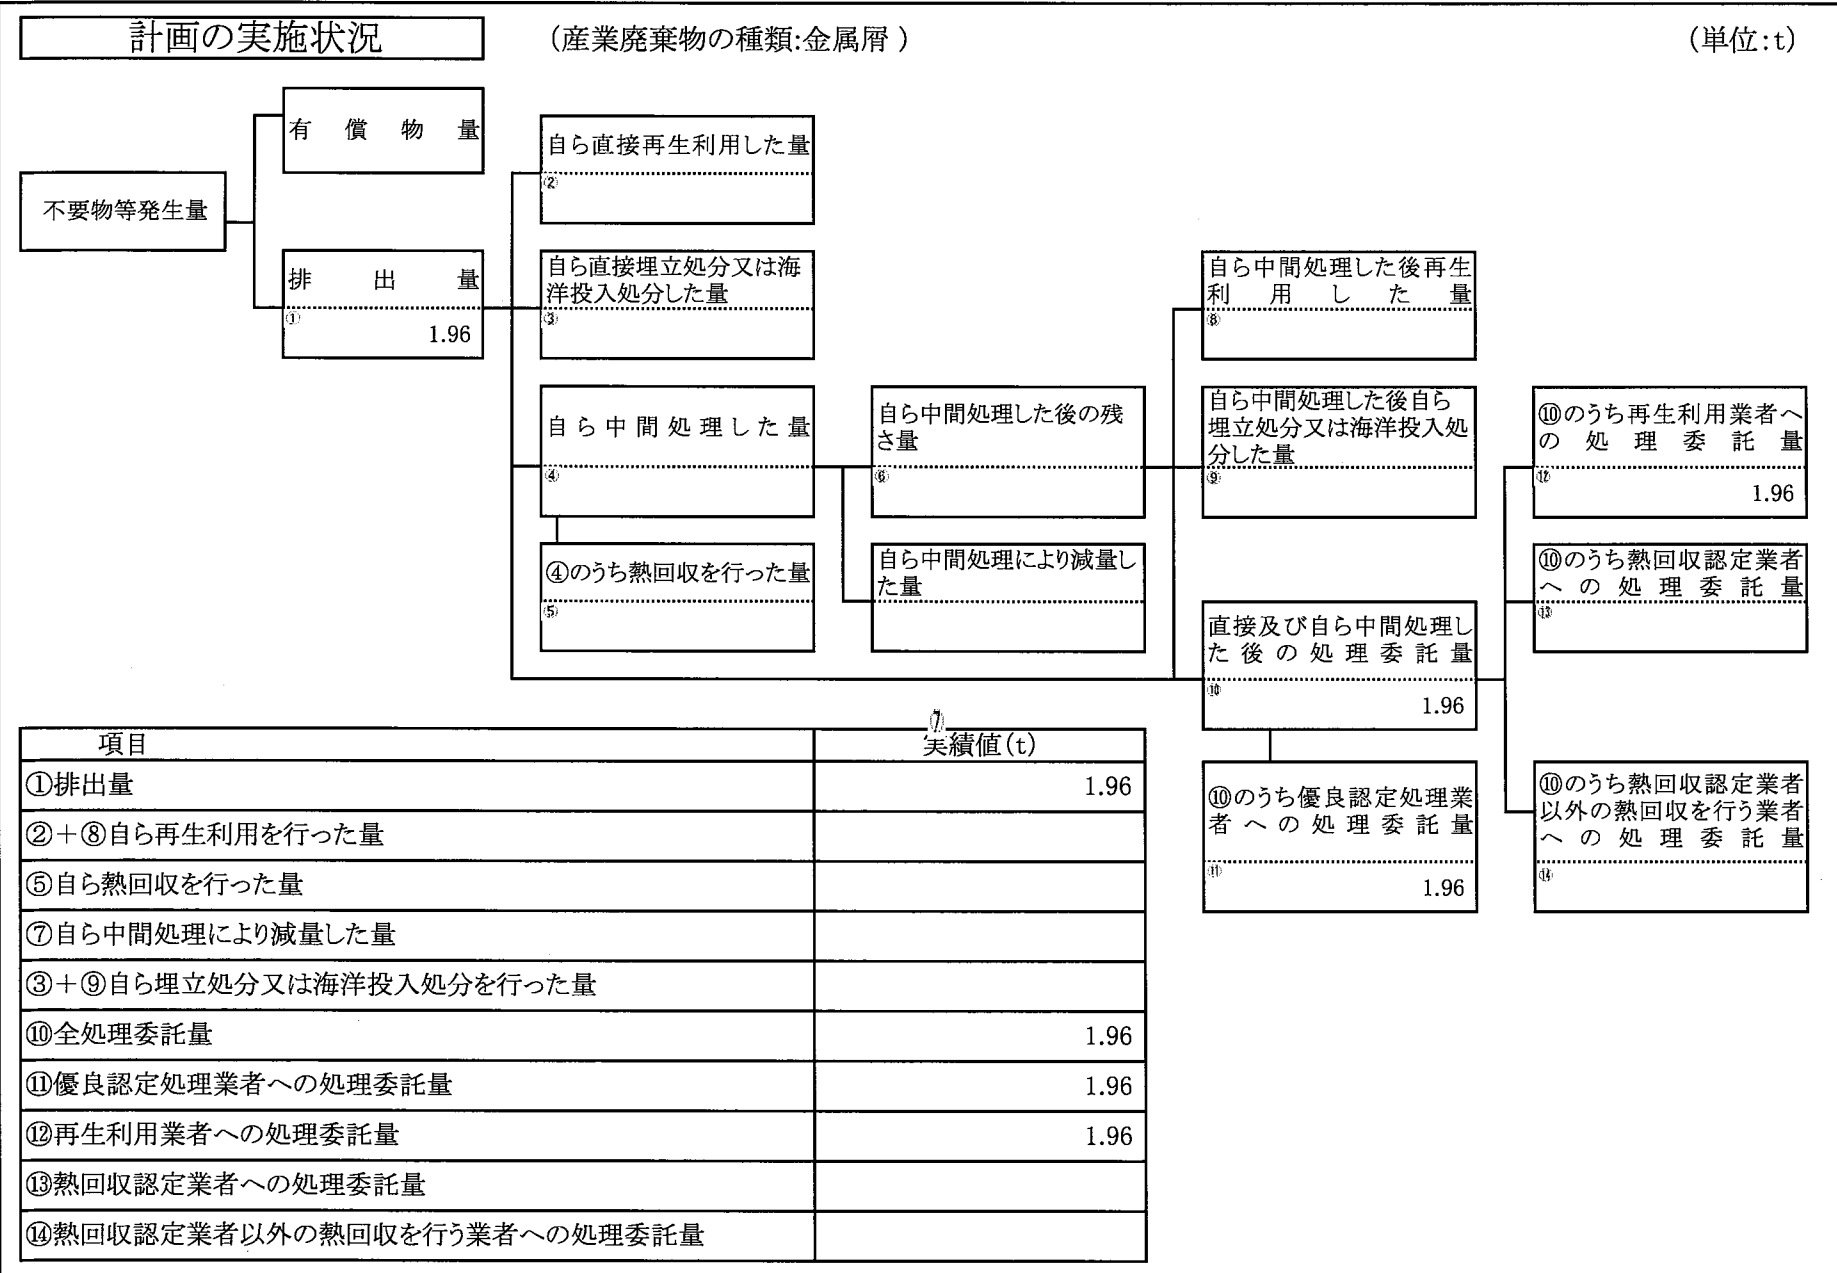 計画の実施状況
（産業廃棄物の種類:金属屑 ）
（単位:t）
有償物量
不要物等発生量
排出量
①
1.96
自ら直接再生利用した量
②
自ら直接埋立処分又は海
洋投入処分した量
③
自ら中間処理した量
④
④のうち熱回収を行った量
⑤
自ら中間処理した後の残
さ量
⑥
自ら中間処理により減量し
た量
⑦
自ら中間処理した後再生
利用した量
⑧
自ら中間処理した後自ら
埋立処分又は海洋投入処
分した量
⑨
直接及び自ら中間処理し
た後の処理委託量
⑩
1.96
⑩のうち優良認定処理業
者への処理委託量
⑪
1.96
⑩のうち再生利用業者へ
の処理委託量
⑫
1.96
⑩のうち熱回収認定業者
への処理委託量
⑬
⑩のうち熱回収認定業者
以外の熱回収を行う業者
への処理委託量
⑭
項目 実績値(t)
①排出量 1.96
②＋⑧自ら再生利用を行った量
⑤自ら熱回収を行った量
⑦自ら中間処理により減量した量
③＋⑨自ら埋立処分又は海洋投入処分を行った量
⑩全処理委託量 1.96
⑪優良認定処理業者への処理委託量 1.96
⑫再生利用業者への処理委託量 1.96
⑬熱回収認定業者への処理委託量
⑭熱回収認定業者以外の熱回収を行う業者への処理委託量